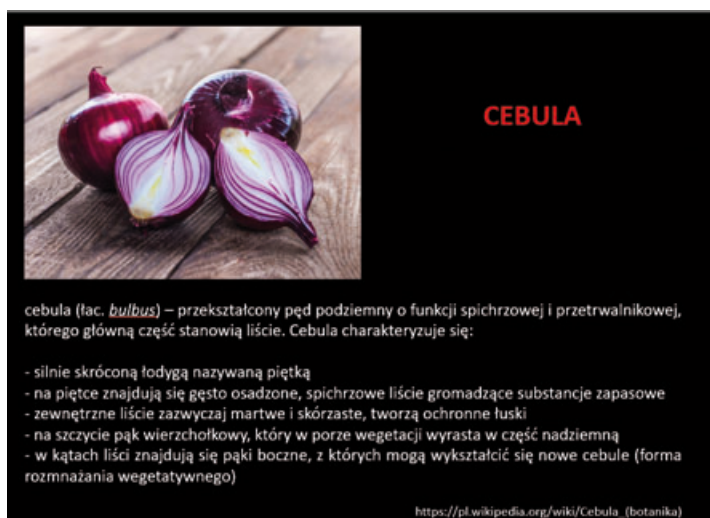 CEBULA
cebula (łac. bulbus) – przekształcony pęd podziemny o funkcji spichrzowej i przetrwalnikowej,
którego główną część stanowią liście. Cebula charakteryzuje się:
- silnie skróconą łodygą nazywaną piętką
- na piętce znajdują się gęsto osadzone, spichrzowe liście gromadzące substancje zapasowe
- zewnętrzne liście zazwyczaj martwe i skórzaste, tworzą ochronne łuski
- na szczycie pąk wierzchołkowy, który w porze wegetacji wyrasta w część nadziemną
- w kątach liści znajdują się pąki boczne, z których mogą wykształcić się nowe cebule (forma
rozmnażania wegetatywnego)
https://pl.wikipedia.org/wiki/Cebula_(botanika)